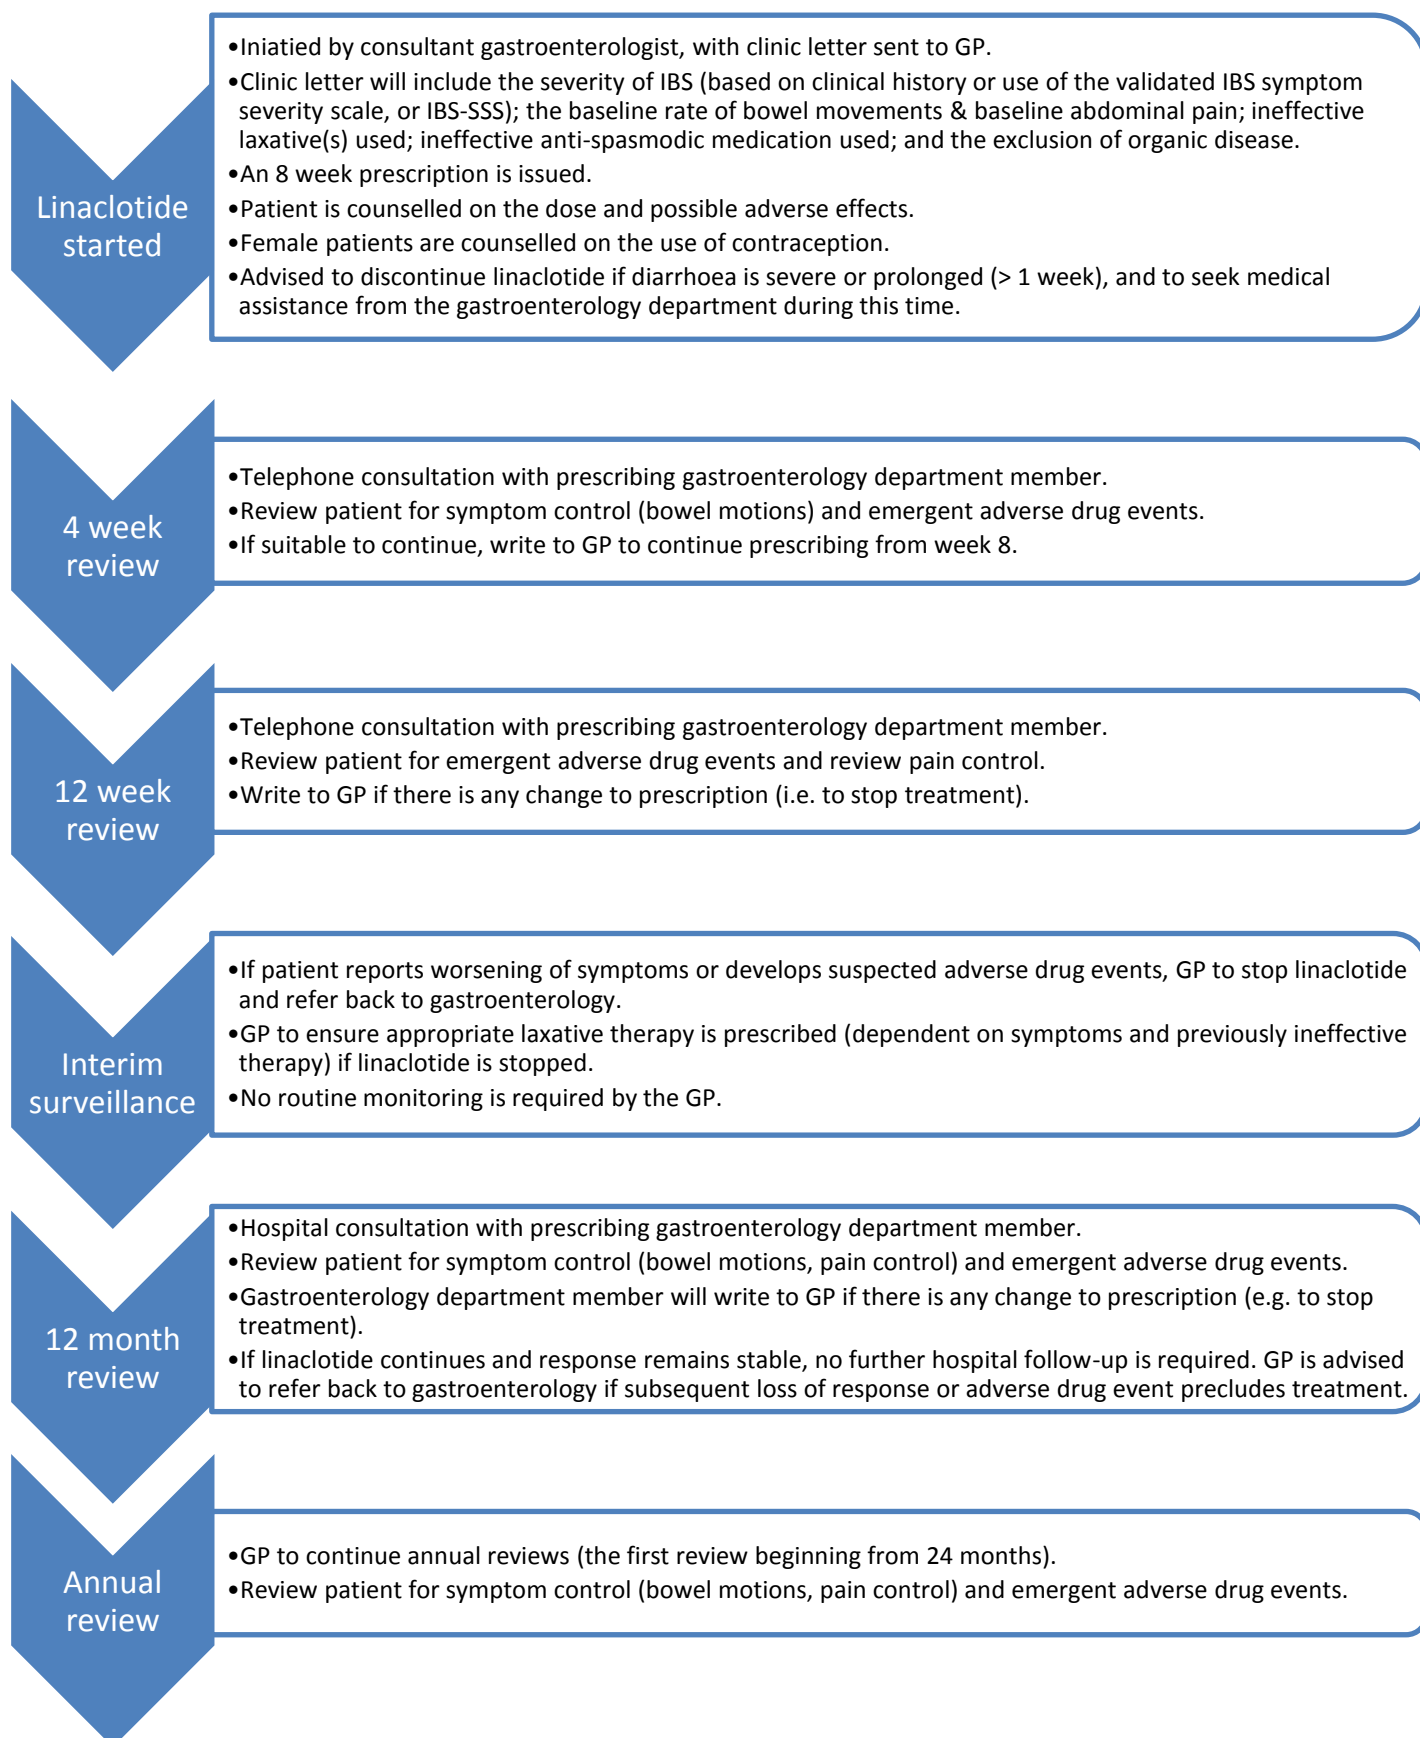 Linaclotide
started
•Iniatied by consultant gastroenterologist, with clinic letter sent to GP.
•Clinic letter will include the severity of IBS (based on clinical history or use of the validated IBS symptom
severity scale, or IBS-SSS); the baseline rate of bowel movements & baseline abdominal pain; ineffective
laxative(s) used; ineffective anti-spasmodic medication used; and the exclusion of organic disease.
•An 8 week prescription is issued.
•Patient is counselled on the dose and possible adverse effects.
•Female patients are counselled on the use of contraception.
•Advised to discontinue linaclotide if diarrhoea is severe or prolonged (> 1 week), and to seek medical
assistance from the gastroenterology department during this time.
4 week
review
•Telephone consultation with prescribing gastroenterology department member.
•Review patient for symptom control (bowel motions) and emergent adverse drug events.
•If suitable to continue, write to GP to continue prescribing from week 8.
12 week
review
•Telephone consultation with prescribing gastroenterology department member.
•Review patient for emergent adverse drug events and review pain control.
•Write to GP if there is any change to prescription (i.e. to stop treatment).
Interim
surveillance
•If patient reports worsening of symptoms or develops suspected adverse drug events, GP to stop linaclotide
and refer back to gastroenterology.
•GP to ensure appropriate laxative therapy is prescribed (dependent on symptoms and previously ineffective
therapy) if linaclotide is stopped.
•No routine monitoring is required by the GP.
12 month
review
•Hospital consultation with prescribing gastroenterology department member.
•Review patient for symptom control (bowel motions, pain control) and emergent adverse drug events.
•Gastroenterology department member will write to GP if there is any change to prescription (e.g. to stop
treatment).
•If linaclotide continues and response remains stable, no further hospital follow-up is required. GP is advised
to refer back to gastroenterology if subsequent loss of response or adverse drug event precludes treatment.
Annual
review
•GP to continue annual reviews (the first review beginning from 24 months).
•Review patient for symptom control (bowel motions, pain control) and emergent adverse drug events.